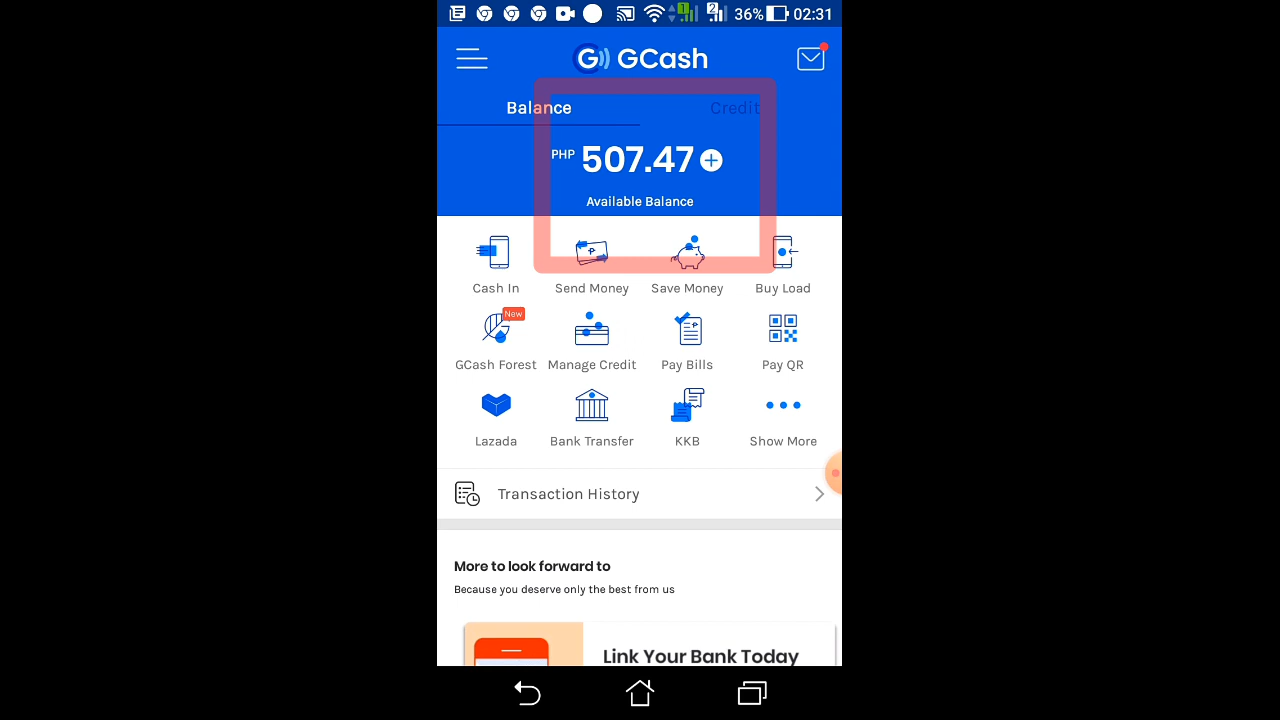 1 2 36% 02:31
G GCash
Balance Credit
PHP 507.47
Available Balance
Cash In Send Money Save Money Buy Load
New
GCash Forest Manage Credit Pay Bills Pay QR
Lazada Bank Transfer KKB Show More
Transaction History
More to look forward to
Because you deserve only the best from us
Link Your Bank Today